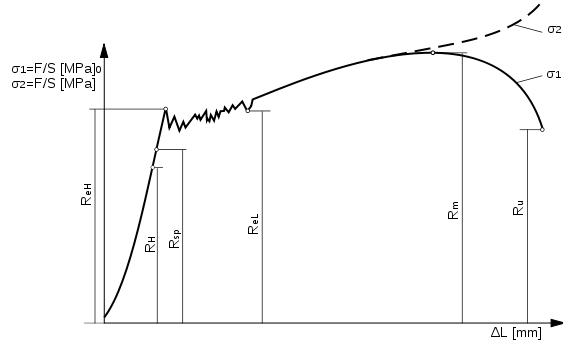 σ2
σ1=F/S [MPa]0
σ2=F/S [MPa]
σ1
ReH
RH
Rsp
ReL
Rm
Ru
ΔL [mm]